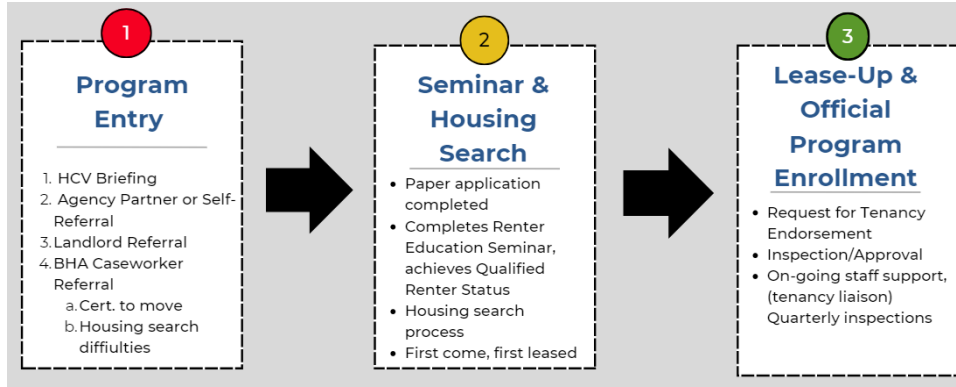 1
Program
Entry
1. HCV Briefing
2. Agency Partner or Self-
Referral
3. Landlord Referral
4. BHA Caseworker
Referral
a. Cert. to move
b. Housing search
diffiulties
2
Seminar &
Housing
Search
• Paper application
completed
• Completes Renter
Education Seminar,
achieves Qualified
Renter Status
• Housing search
process
• First come, first leased
3
Lease-Up &
Official
Program
Enrollment
• Request for Tenancy
Endorsement
• Inspection/Approval
• On-going staff support,
(tenancy liaison)
Quarterly inspections